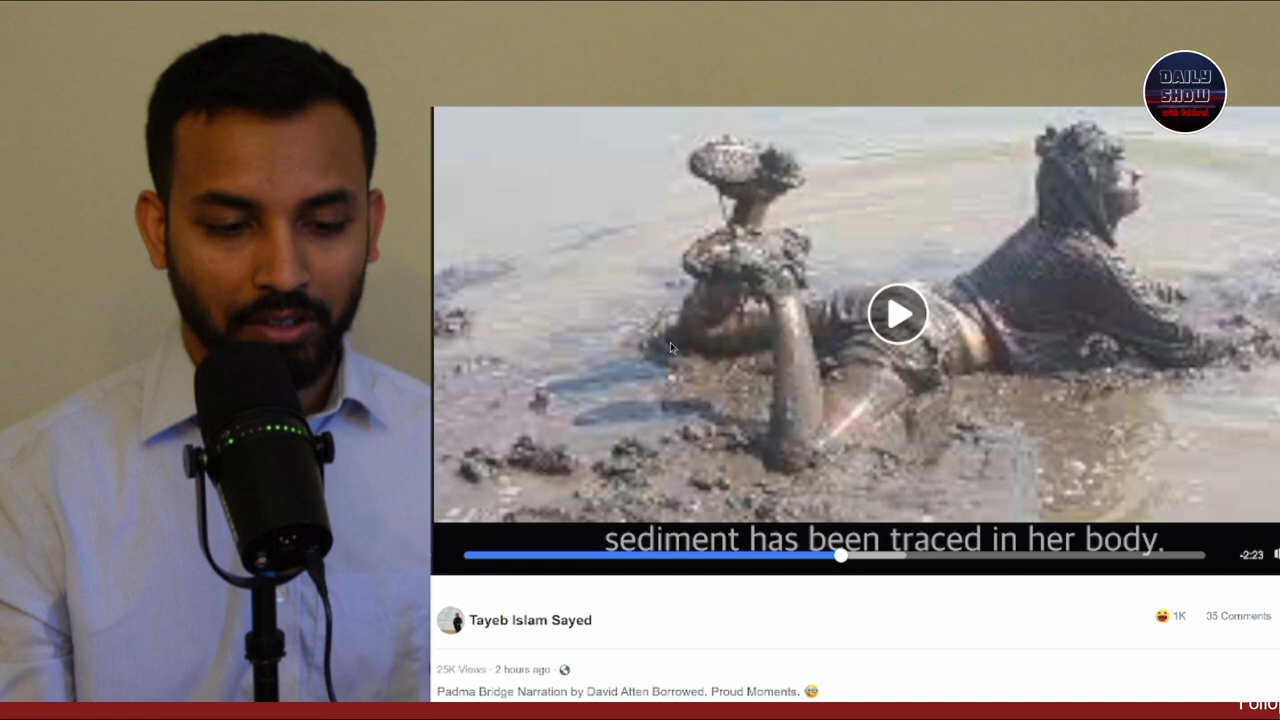 DAILY
SHOW
sediment has been traced in her body.
-2:23
Tayeb Islam Sayed
1K
35 Comments
25K Views · 2 hours ago ·
Padma Bridge Narration by David Atten Borrowed. Proud Moments.